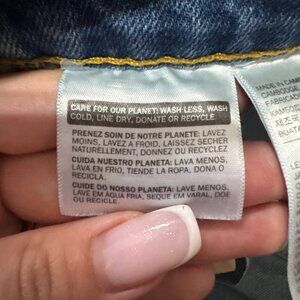 CARE FOR OUR PLANET: WASH LESS, WASH
COLD, LINE DRY, DONATE OR RECYCLE
PRENEZ SOIN DE NOTRE PLANETE: LAVEZ
MOINS, LAVEZ A FROID, LAISSEZ SECHER
NATURELLEMENT, DONNEZ OU RECYCLEZ
CUIDA NUESTRO PLANETA: LAVA MENOS,
LAVA EN FRIO, TIENDE LA ROPA, DONA O
RECICLA.
CUIDE DO NOSSO PLANETA: LAVE MENOS,
LAVE EM ÁGUA FRIA, SEQUE EM VARAL, DOE
OU RECICLE.
MADE IN CAM
CAMBODGE
FABRICAD